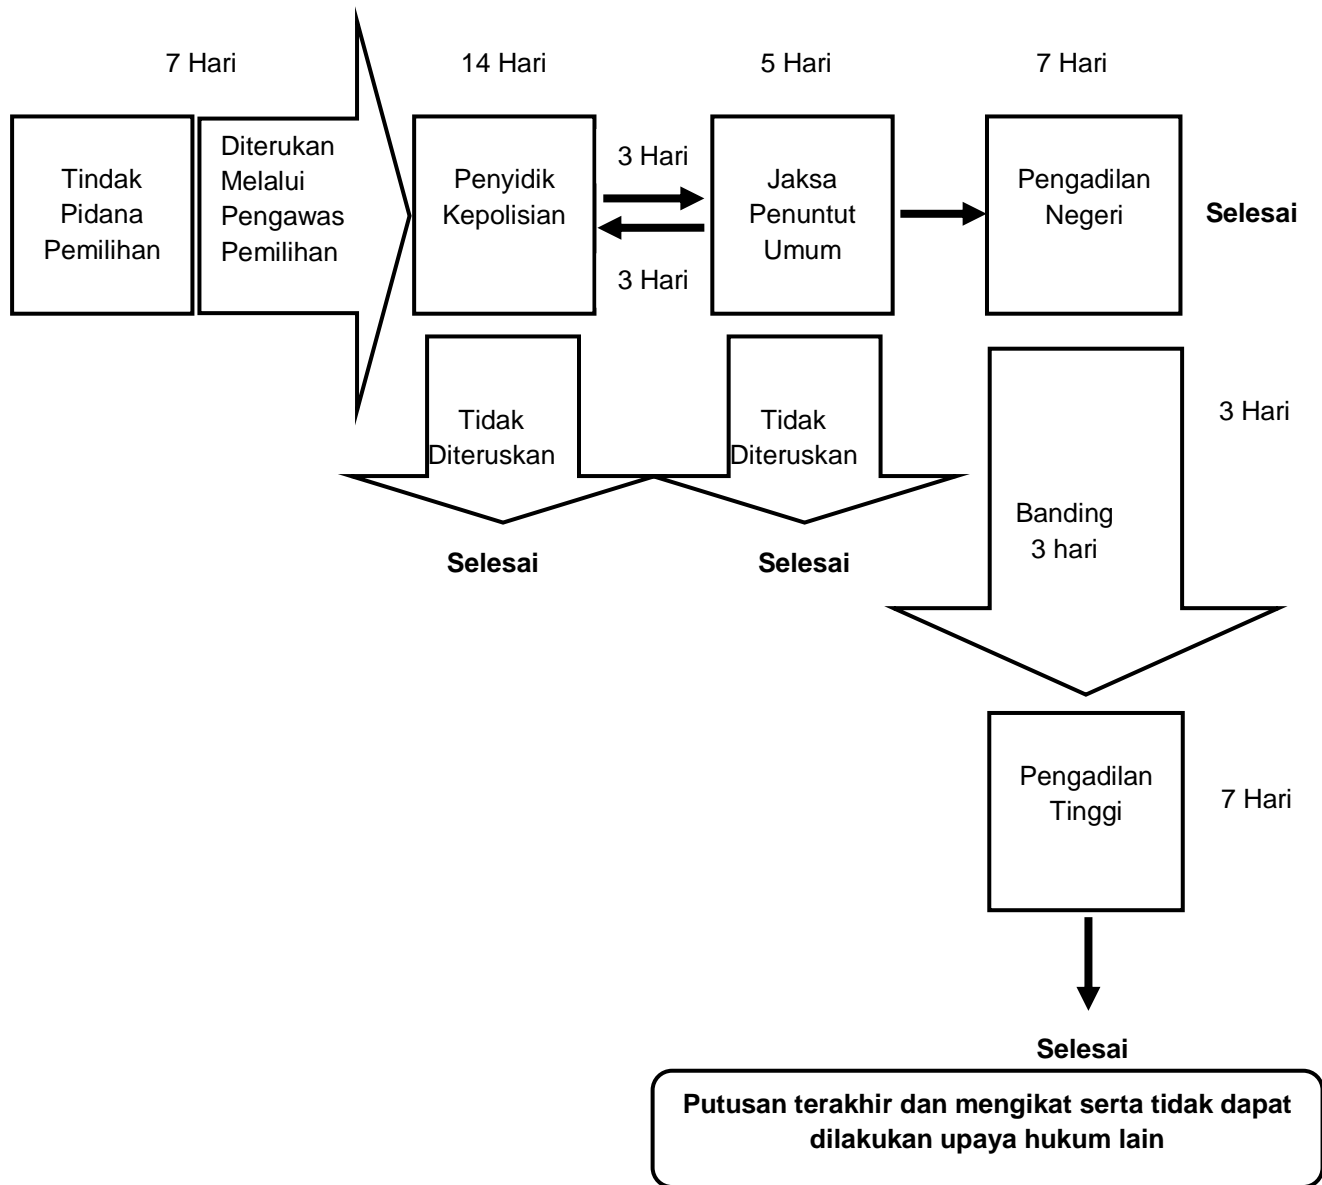 7 Hari
14 Hari
5 Hari
7 Hari
Tindak
Pidana
Pemilihan
Diterukan
Melalui
Pengawas
Pemilihan
Penyidik
Kepolisian
3 Hari
3 Hari
Jaksa
Penuntut
Umum
Pengadilan
Negeri
Selesai
Tidak
Diteruskan
Selesai
Tidak
Diteruskan
Selesai
3 Hari
Banding
3 hari
Pengadilan
Tinggi
7 Hari
Selesai
Putusan terakhir dan mengikat serta tidak dapat
dilakukan upaya hukum lain